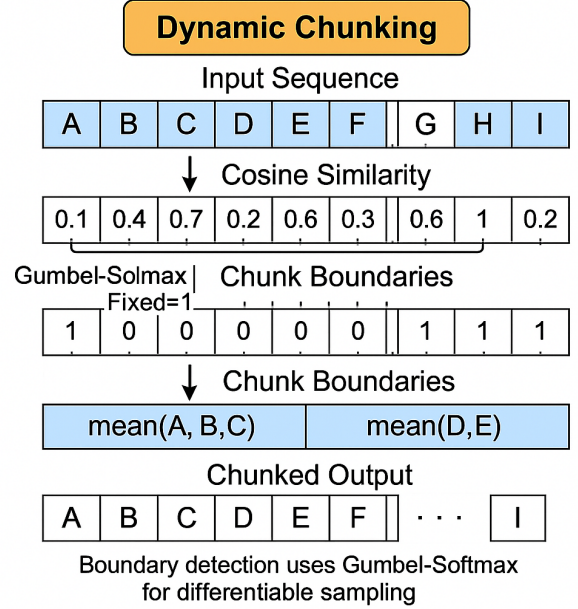 Dynamic Chunking
Input Sequence
A B C D E F G H I
Cosine Similarity
0.1 0.4 0.7 0.2 0.6 0.3 0.6 1 0.2
Gumbel-Solmax Chunk Boundaries
Fixed=1
1 0 0 0 0 0 1 1 1
Chunk Boundaries
mean(A, B,C) mean(D,E)
Chunked Output
A B C D E F · · · I
Boundary detection uses Gumbel-Softmax
for differentiable sampling